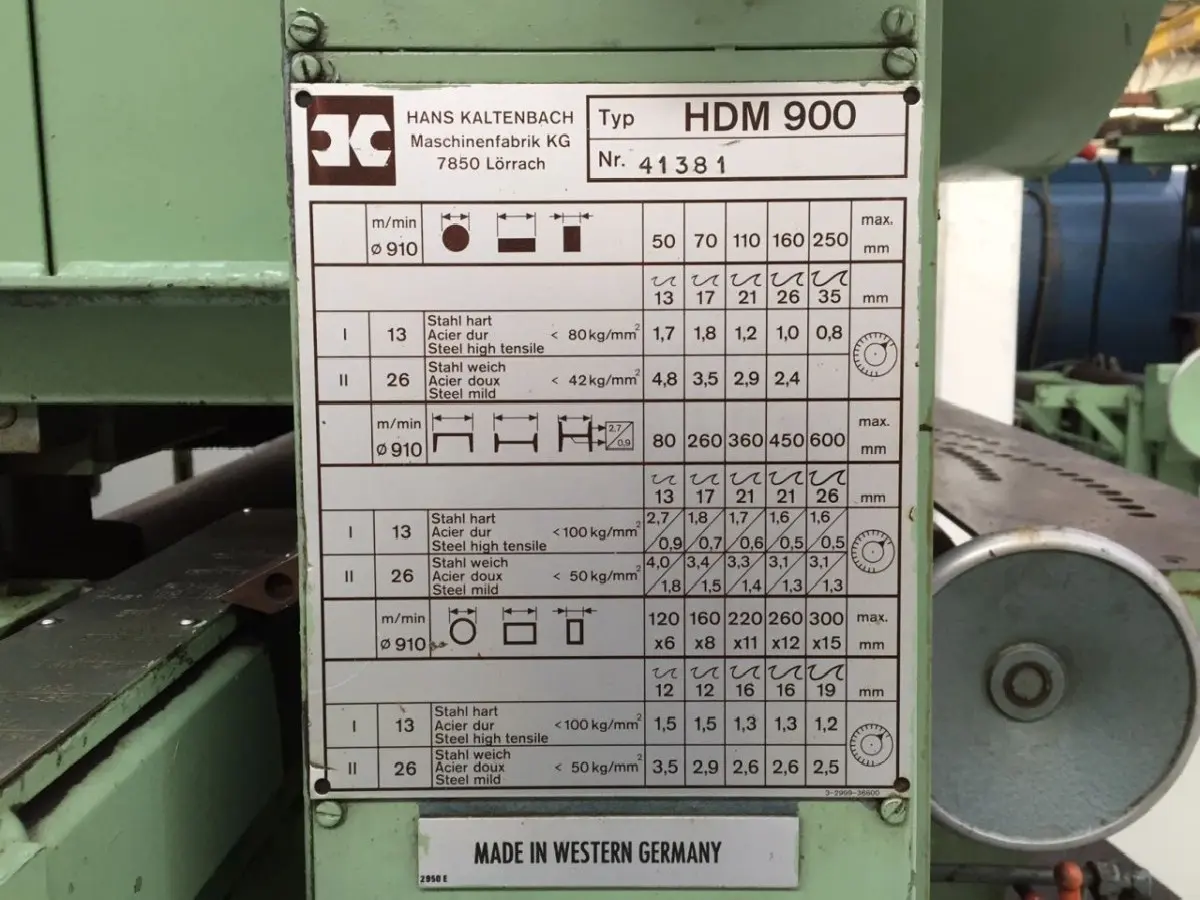 HANS KALTENBACH
Maschinenfabrik KG
7850 Lörrach
Typ HDM 900
Nr. 41381
m/min
Ø 910
50 70 110 160 250
max.
mm
13 17 21 26 35 mm
I 13
Stahl hart
Acier dur < 80 kg/mm²
Steel high tensile
1,7 1,8 1,2 1,0 0,8
II 26
Stahl weich
Acier doux < 42 kg/mm²
Steel mild
4,8 3,5 2,9 2,4
m/min
Ø 910
2,7/0,9
80 260 360 450 600
max.
mm
13 17 21 21 26 mm
I 13
Stahl hart
Acier dur < 100 kg/mm²
Steel high tensile
2,7/0,9 1,8/0,7 1,7/0,6 1,6/0,5 1,6/0,5
II 26
Stahl weich
Acier doux < 50 kg/mm²
Steel mild
4,0/1,8 3,4/1,5 3,3/1,4 3,1/1,3 3,1/1,3
m/min
Ø 910
120 160 220 260 300 max.
x6 x8 x11 x12 x15 mm
12 12 16 16 19 mm
I 13
Stahl hart
Acier dur < 100 kg/mm²
Steel high tensile
1,5 1,5 1,3 1,3 1,2
II 26
Stahl weich
Acier doux < 50 kg/mm²
Steel mild
3,5 2,9 2,6 2,6 2,5
3-2999-36600
MADE IN WESTERN GERMANY
2950 E